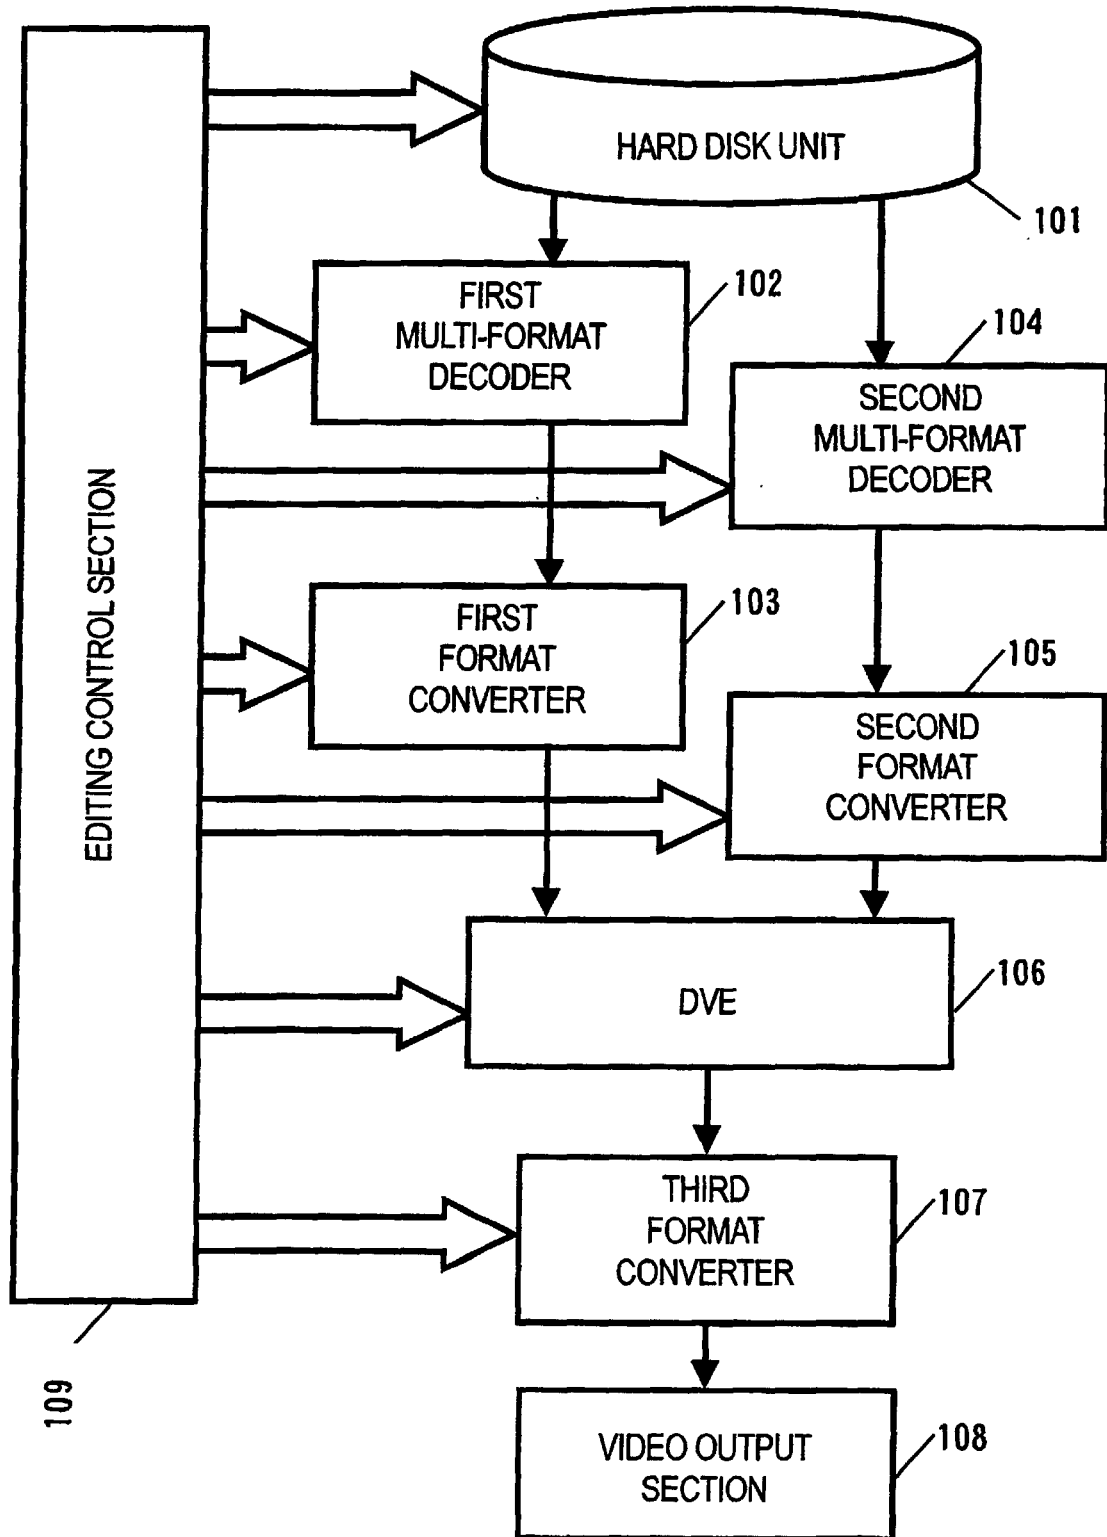 HARD DISK UNIT
101
FIRST
MULTI-FORMAT
DECODER
102
104
SECOND
MULTI-FORMAT
DECODER
EDITING CONTROL SECTION
FIRST
FORMAT
CONVERTER
103
105
SECOND
FORMAT
CONVERTER
DVE
106
THIRD
FORMAT
CONVERTER
107
109
VIDEO OUTPUT
SECTION
108